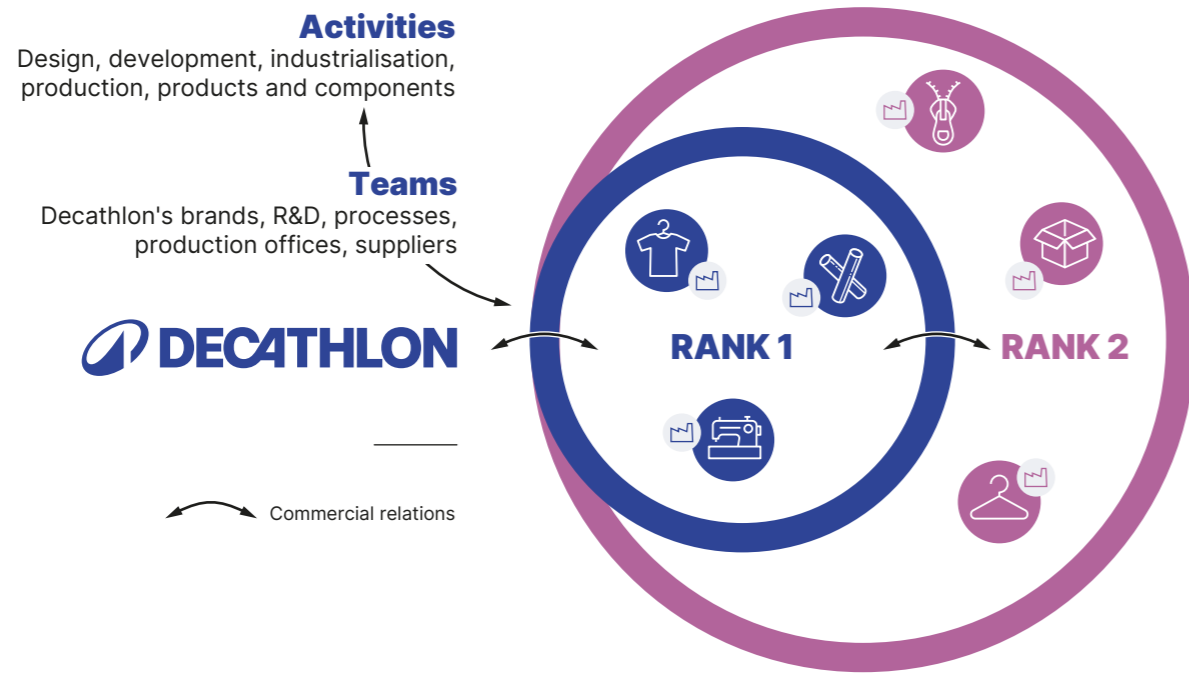 Activities
Design, development, industrialisation,
production, products and components
Teams
Decathlon's brands, R&D, processes,
production offices, suppliers
DECATHLON
RANK 1
RANK 2
Commercial relations